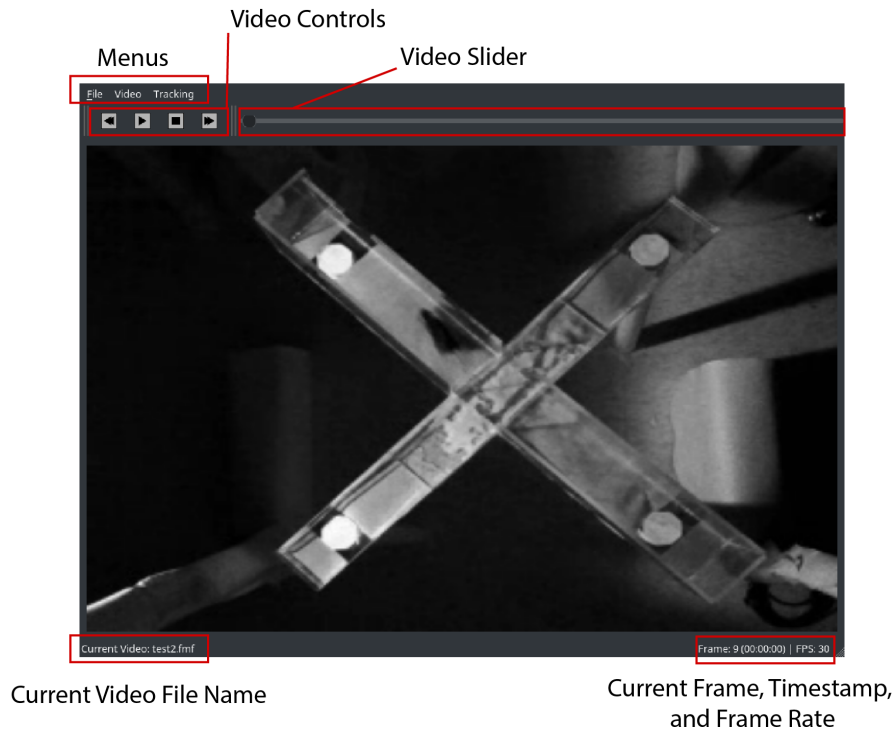 Video Controls
Menus
Video Slider
File Video Tracking
Current Video: test2.fmf
Frame: 9 (00:00:00) | FPS: 30
Current Video File Name
Current Frame, Timestamp,
and Frame Rate